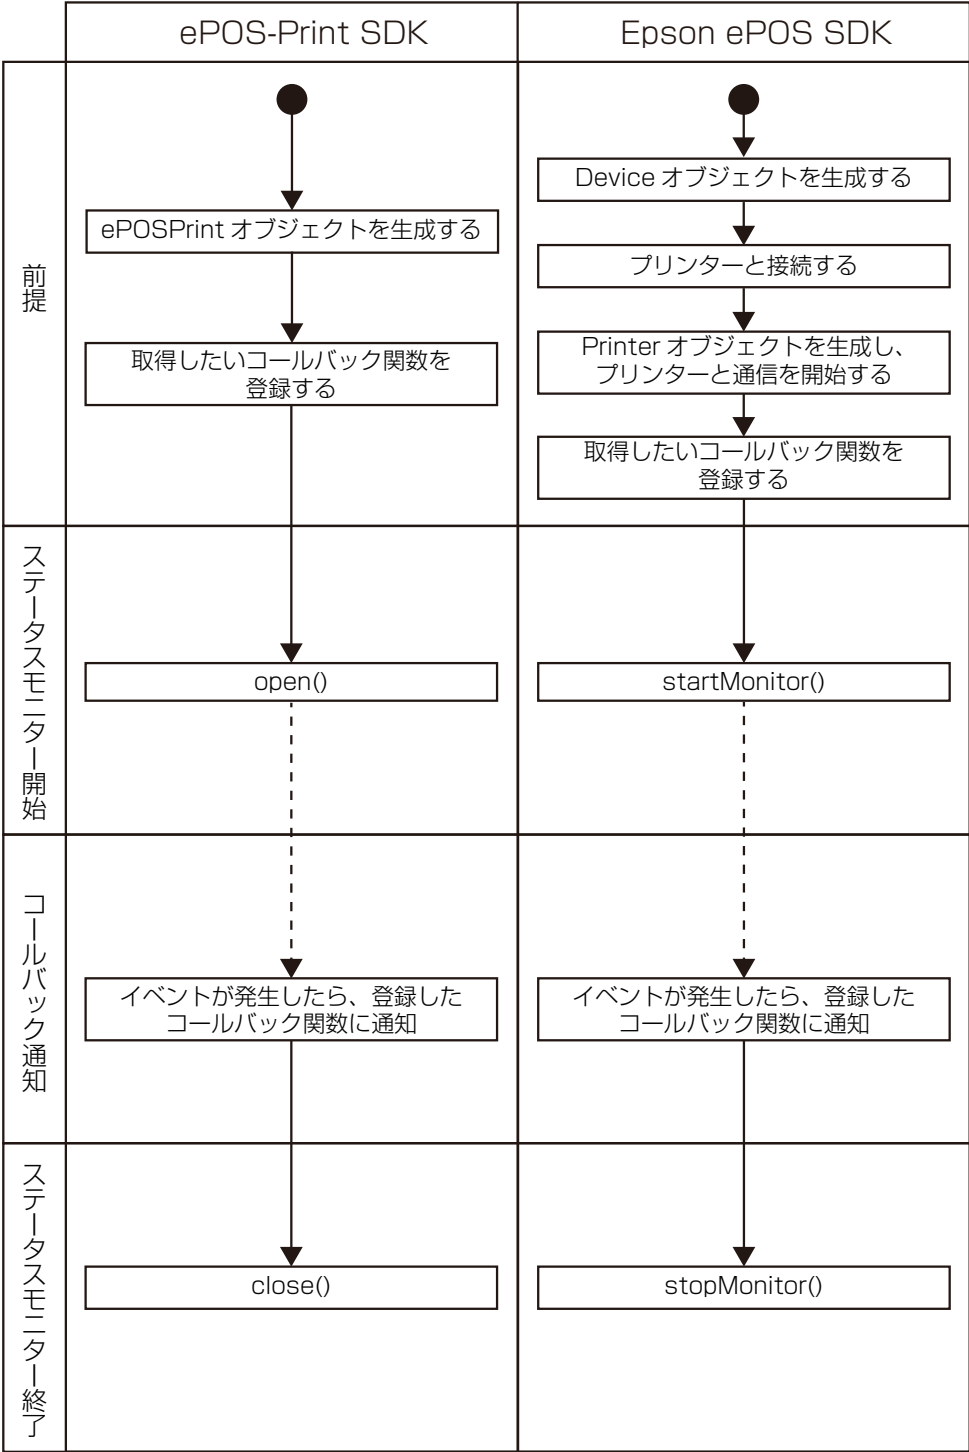 ePOS-Print SDK
Epson ePOS SDK
前提
ePOSPrint オブジェクトを生成する
取得したいコールバック関数を
登録する
Device オブジェクトを生成する
プリンターと接続する
Printer オブジェクトを生成し、
プリンターと通信を開始する
取得したいコールバック関数を
登録する
ステータスモニター開始
open()
startMonitor()
コールバック通知
イベントが発生したら、登録した
コールバック関数に通知
イベントが発生したら、登録した
コールバック関数に通知
ステータスモニター終了
close()
stopMonitor()